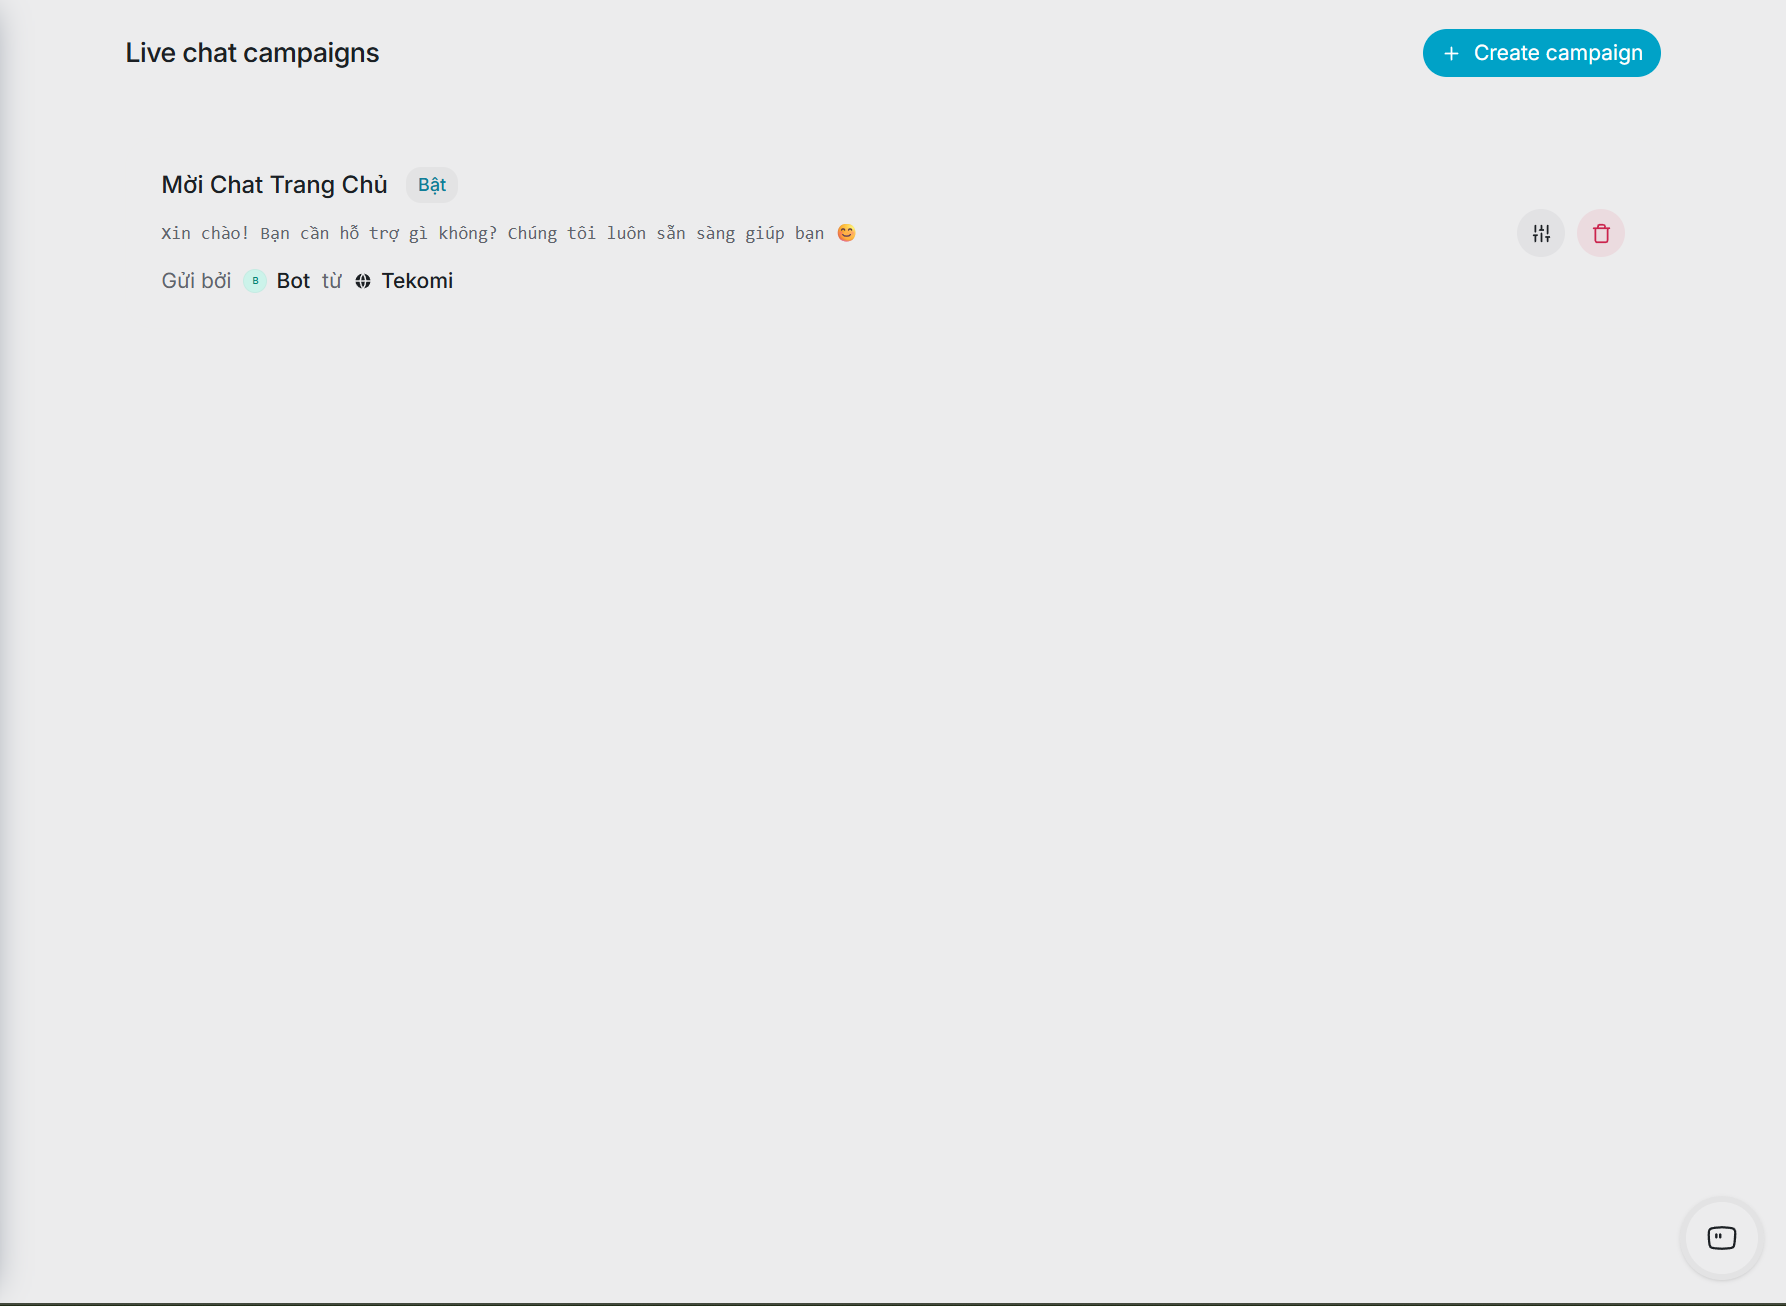 Live chat campaigns
+ Create campaign
Mời Chat Trang Chủ Bật
Xin chào! Bạn cần hỗ trợ gì không? Chúng tôi luôn sẵn sàng giúp bạn 😊
Gửi bởi B Bot từ Tekomi